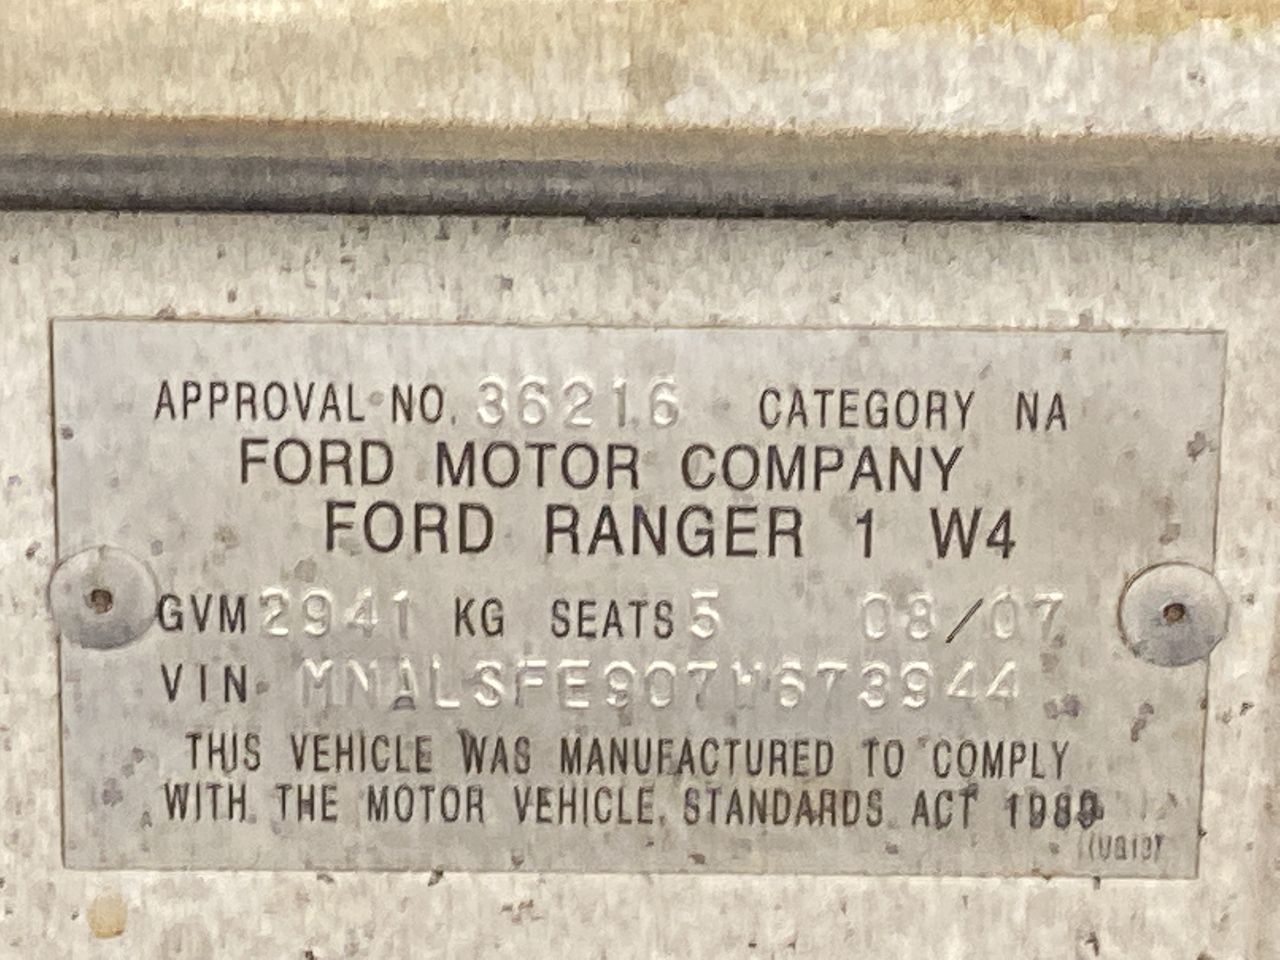 APPROVAL NO. 36216 CATEGORY NA
FORD MOTOR COMPANY
FORD RANGER 1 W4
GVM 2941 KG SEATS 5 08/07
VIN MNALSFE907W673944
THIS VEHICLE WAS MANUFACTURED TO COMPLY
WITH THE MOTOR VEHICLE STANDARDS ACT 1989